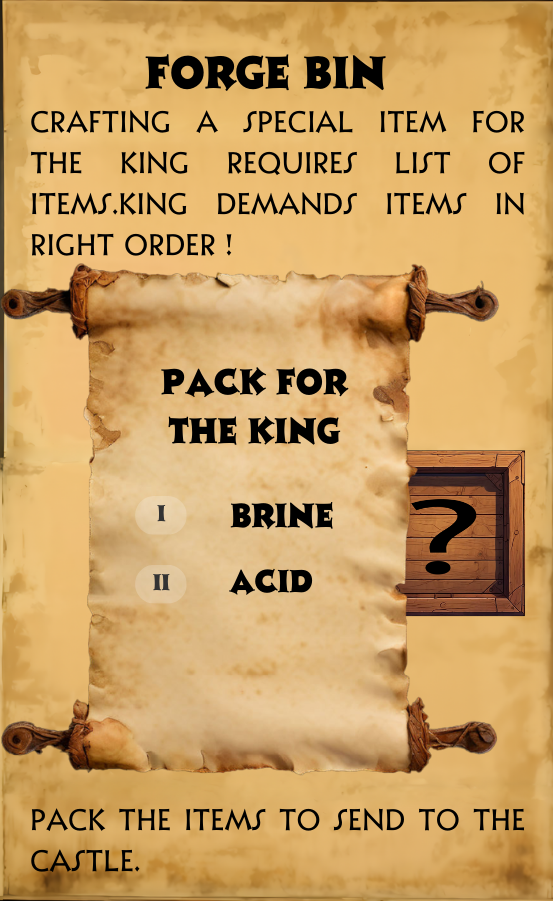 FORGE BIN
CRAFTING A SPECIAL ITEM FOR
THE KING REQUIRES LIST OF
ITEMS.KING DEMANDS ITEMS IN
RIGHT ORDER !
PACK FOR
THE KING
I BRINE
II ACID
?
PACK THE ITEMS TO SEND TO THE
CASTLE.